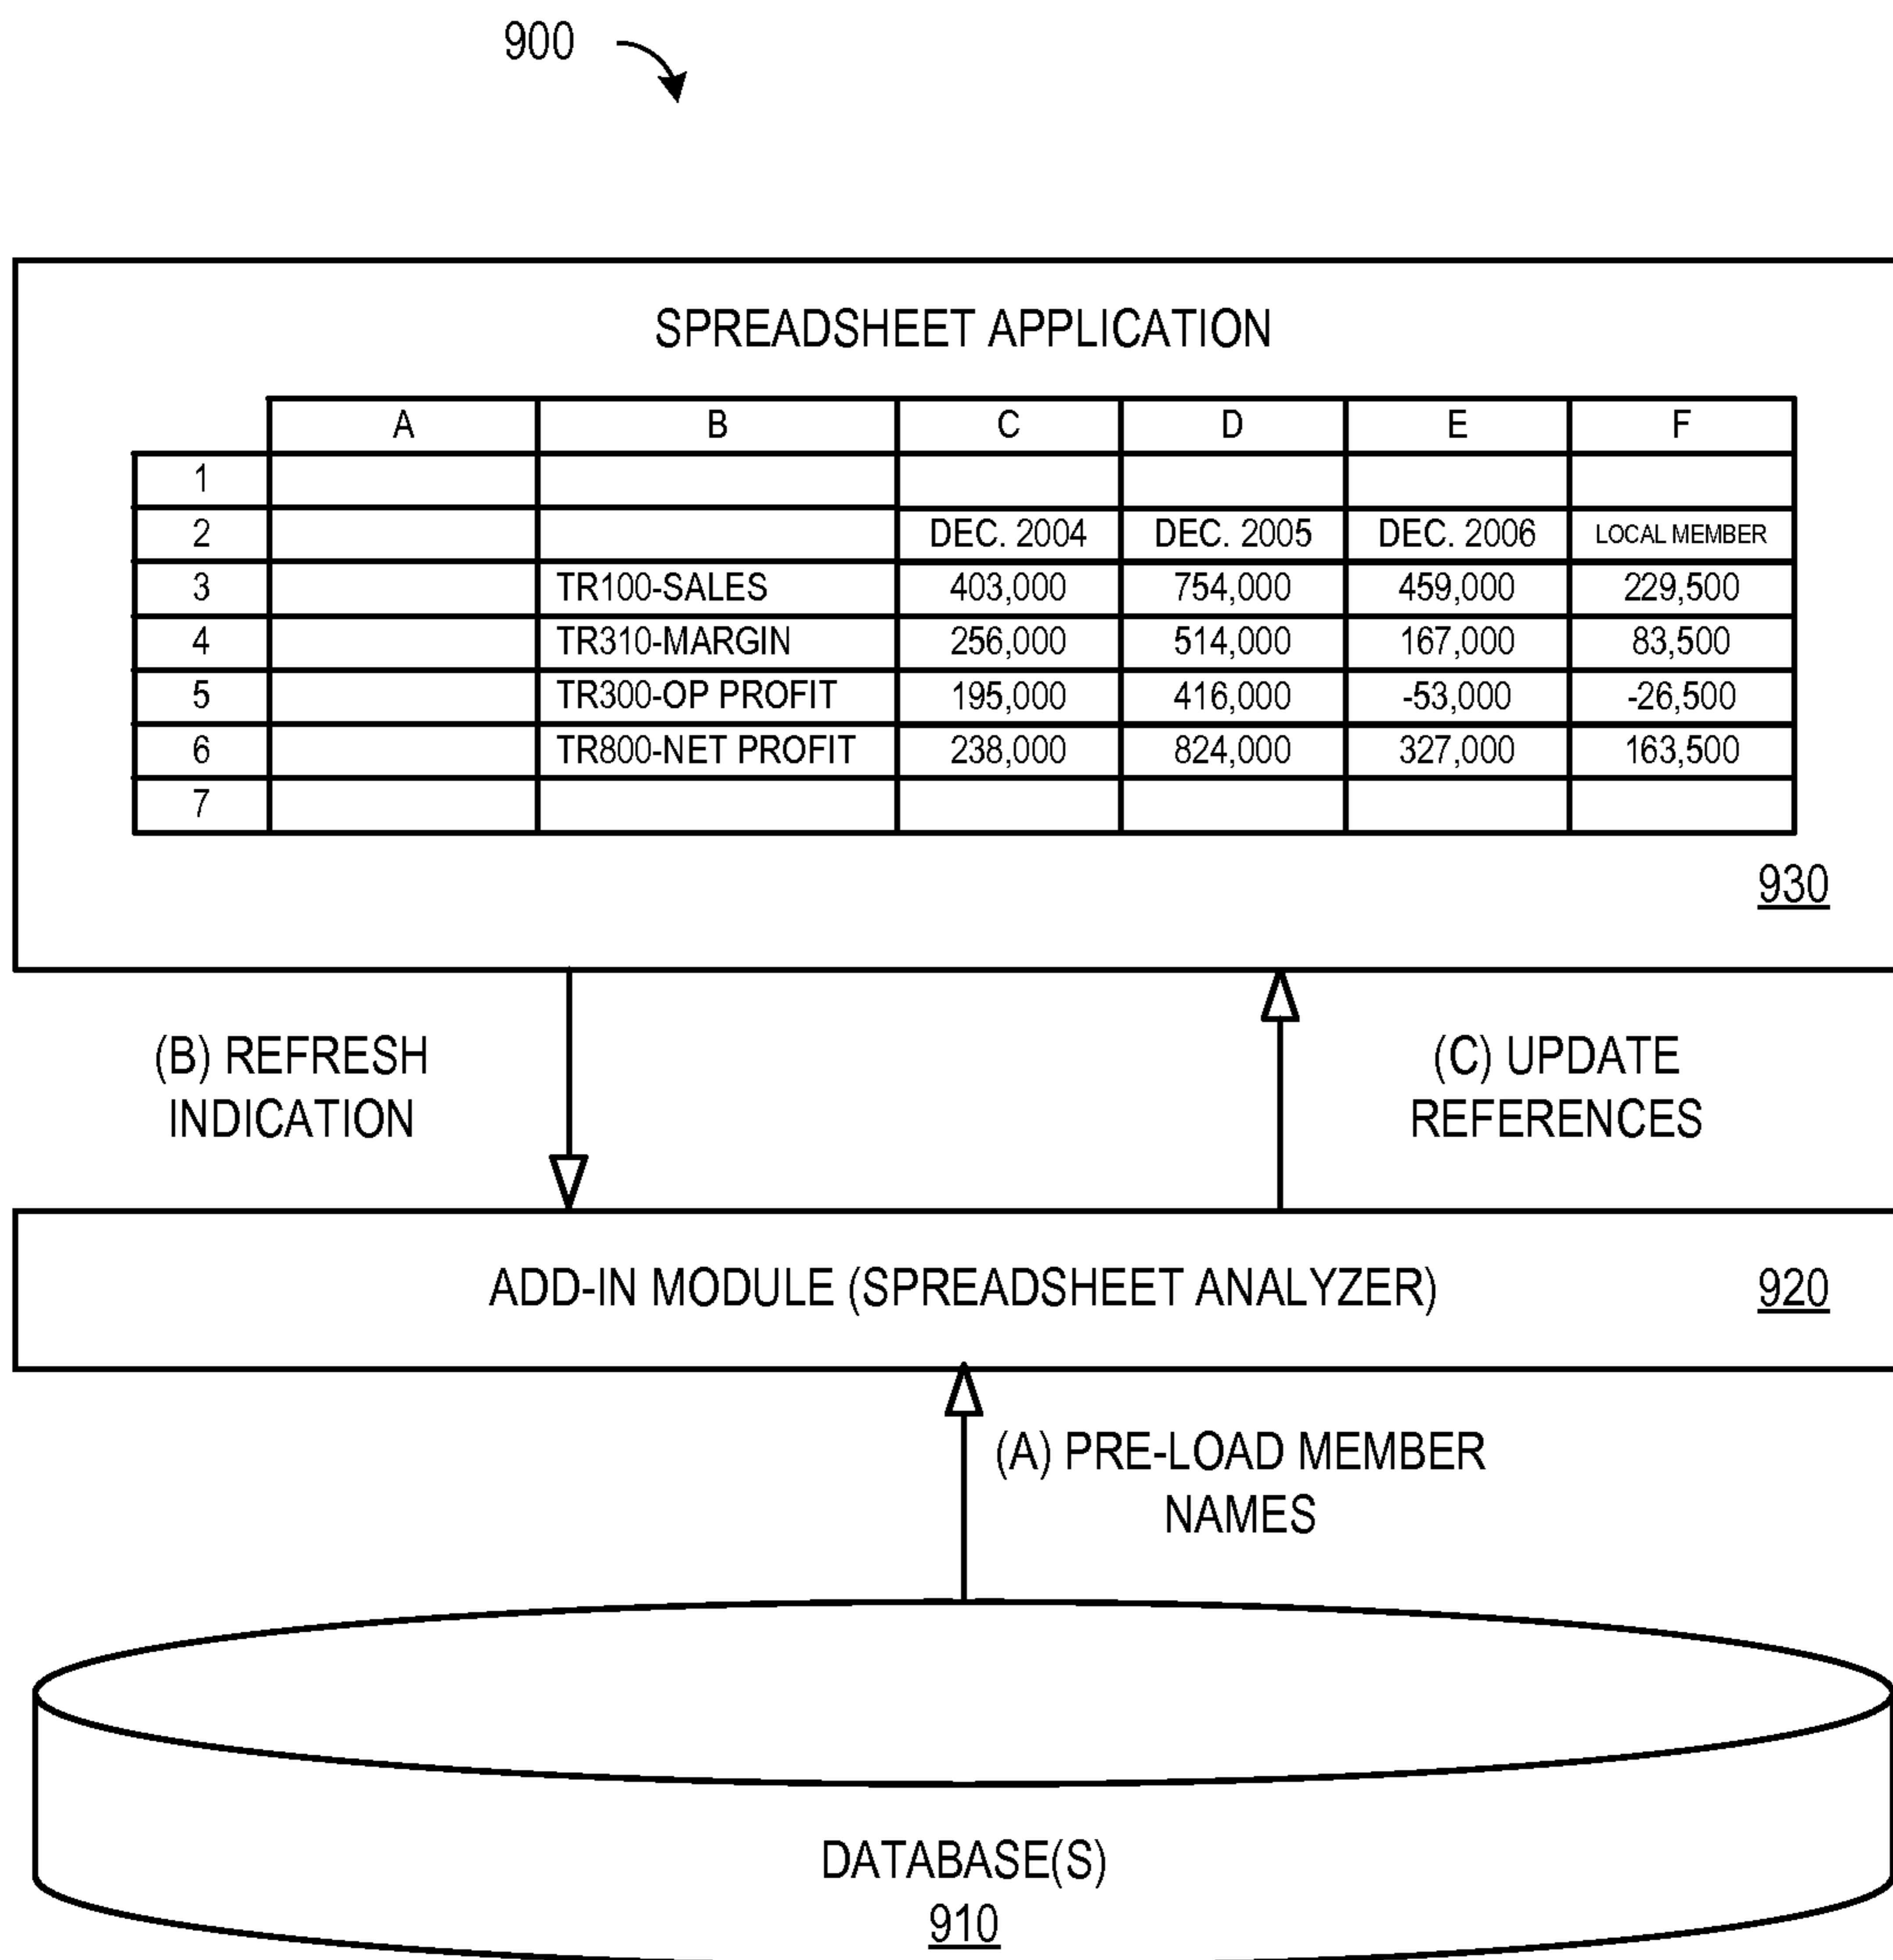 900
SPREADSHEET APPLICATION
A B C D E F
1
2 DEC. 2004 DEC. 2005 DEC. 2006 LOCAL MEMBER
3 TR100-SALES 403,000 754,000 459,000 229,500
4 TR310-MARGIN 256,000 514,000 167,000 83,500
5 TR300-OP PROFIT 195,000 416,000 -53,000 -26,500
6 TR800-NET PROFIT 238,000 824,000 327,000 163,500
7
930
(B) REFRESH
INDICATION
(C) UPDATE
REFERENCES
ADD-IN MODULE (SPREADSHEET ANALYZER) 920
(A) PRE-LOAD MEMBER
NAMES
DATABASE(S)
910